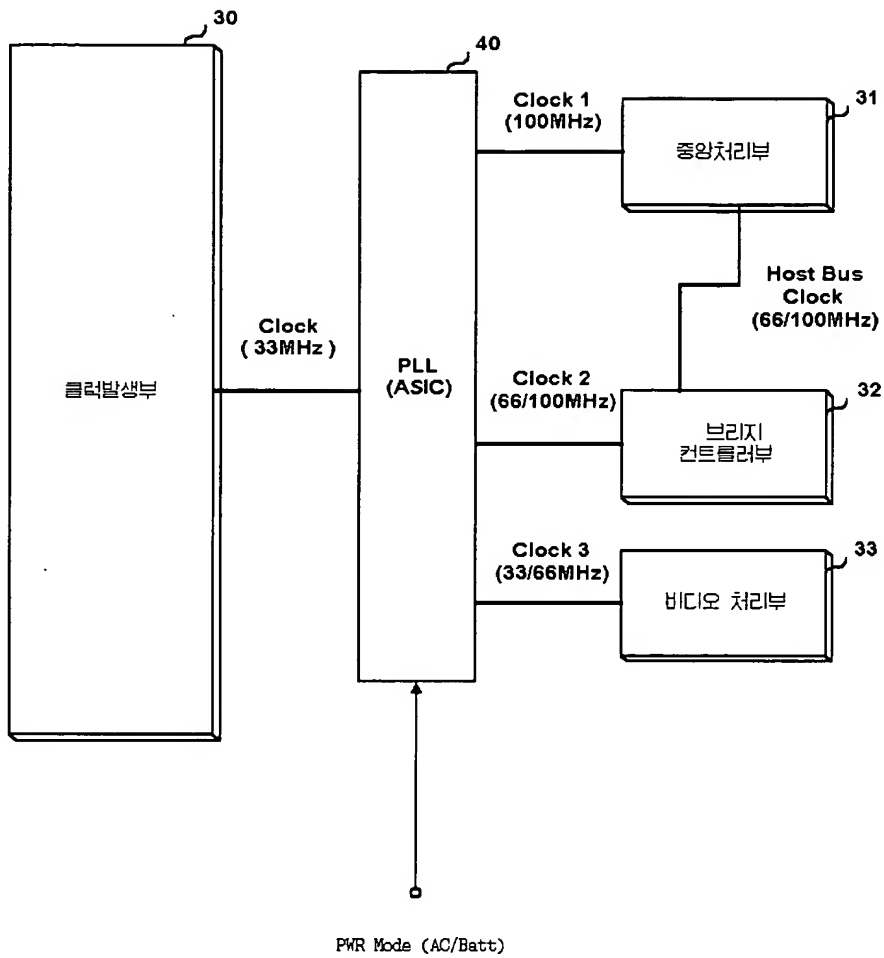 30
40
Clock 1
(100MHz)
31
중앙처리부
Host Bus
Clock
(66/100MHz)
Clock
( 33MHz )
클럭발생부
PLL
(ASIC)
Clock 2
(66/100MHz)
32
브리지
컨트롤러부
Clock 3
(33/66MHz)
33
비디오 처리부
PWR Mode (AC/Batt)